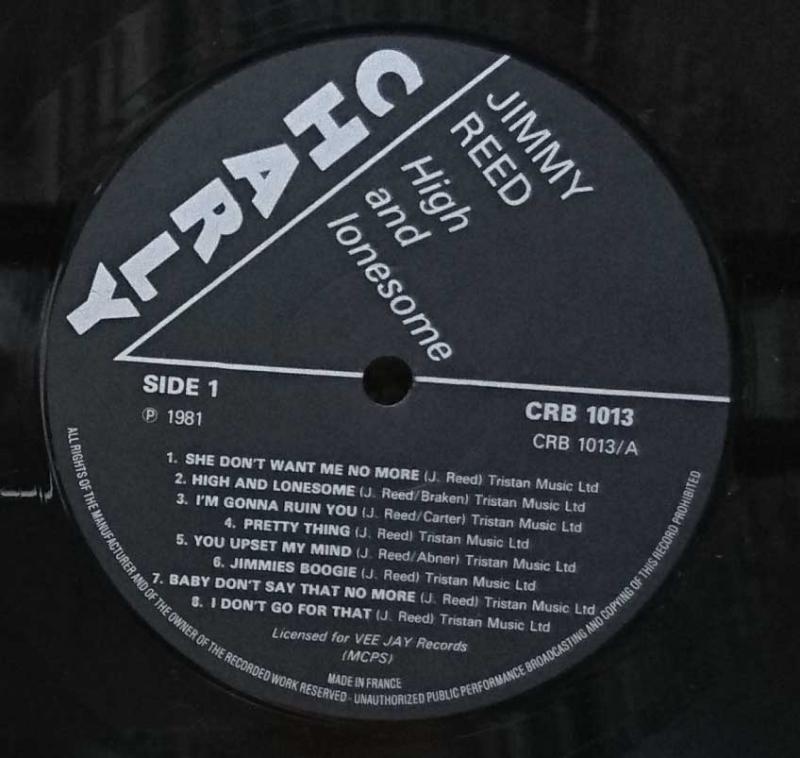 CHARLY
JIMMY
REED
High
and
lonesome
SIDE 1
℗ 1981
CRB 1013
CRB 1013/A
1. SHE DON'T WANT ME NO MORE (J. Reed) Tristan Music Ltd
2. HIGH AND LONESOME (J. Reed/Braken) Tristan Music Ltd
3. I'M GONNA RUIN YOU (J. Reed/Carter) Tristan Music Ltd
4. PRETTY THING (J. Reed) Tristan Music Ltd
5. YOU UPSET MY MIND (J. Reed/Abner) Tristan Music Ltd
6. JIMMIES BOOGIE (J. Reed) Tristan Music Ltd
7. BABY DON'T SAY THAT NO MORE (J. Reed) Tristan Music Ltd
8. I DON'T GO FOR THAT (J. Reed) Tristan Music Ltd
Licensed for VEE JAY Records
(MCPS)
MADE IN FRANCE
ALL RIGHTS OF THE MANUFACTURER AND OF THE OWNER OF THE RECORDED WORK RESERVED - UNAUTHORIZED PUBLIC PERFORMANCE BROADCASTING AND COPYING OF THIS RECORD PROHIBITED